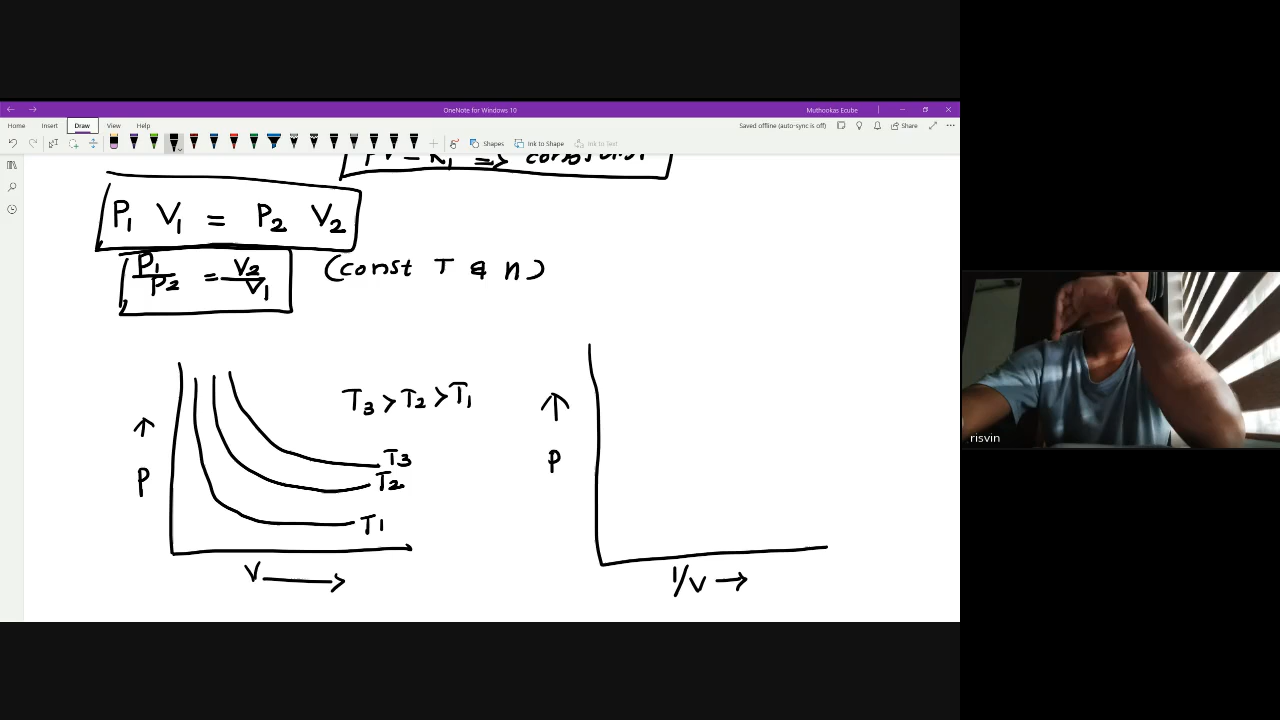 OneNote for Windows 10
Muthookas Ecube
Home Insert Draw View Help
Saved offline (auto-sync is off) Share
Shapes Ink to Shape Ink to Text
P1 V1 = P2 V2
P1/P2 = V2/V1 (const T & n)
T3 > T2 > T1
T3
T2
T1
P
V
P
1/V
risvin